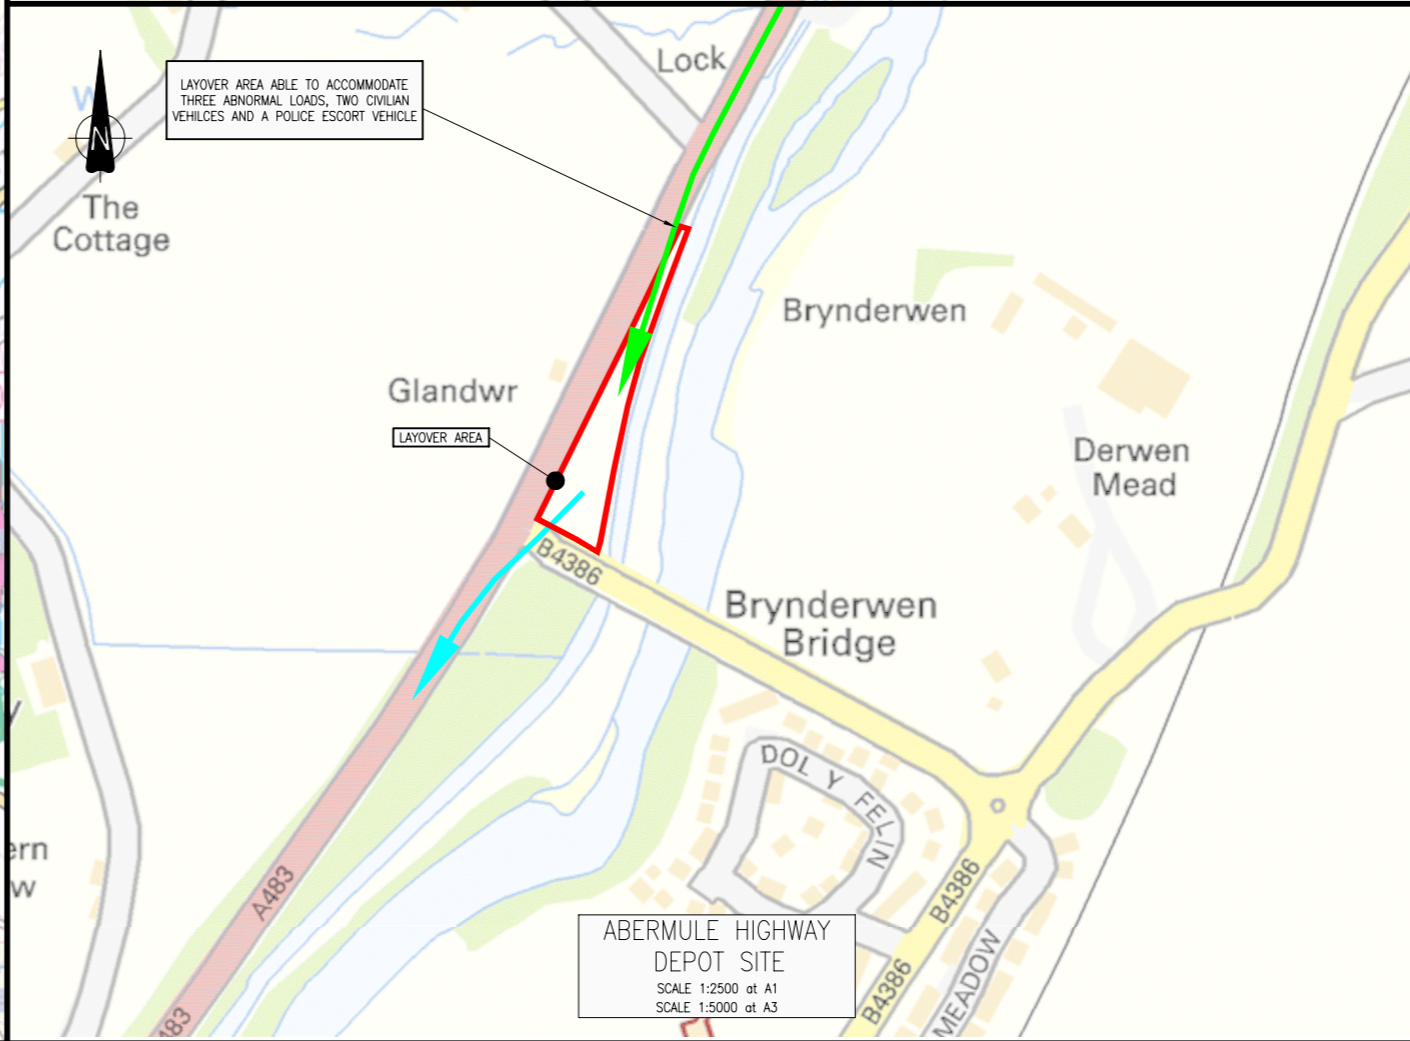 Lock
LAYOVER AREA ABLE TO ACCOMMODATE
THREE ABNORMAL LOADS, TWO CIVILIAN
VEHILCES AND A POLICE ESCORT VEHICLE
W
N
The
Cottage
Brynderwen
Glandwr
LAYOVER AREA
Derwen
Mead
B4386
Brynderwen
Bridge
y
DOL Y FELIN
ern
w
A483
B4386
ABERMULE HIGHWAY
DEPOT SITE
SCALE 1:2500 at A1
SCALE 1:5000 at A3
B4386
MEADOW
483